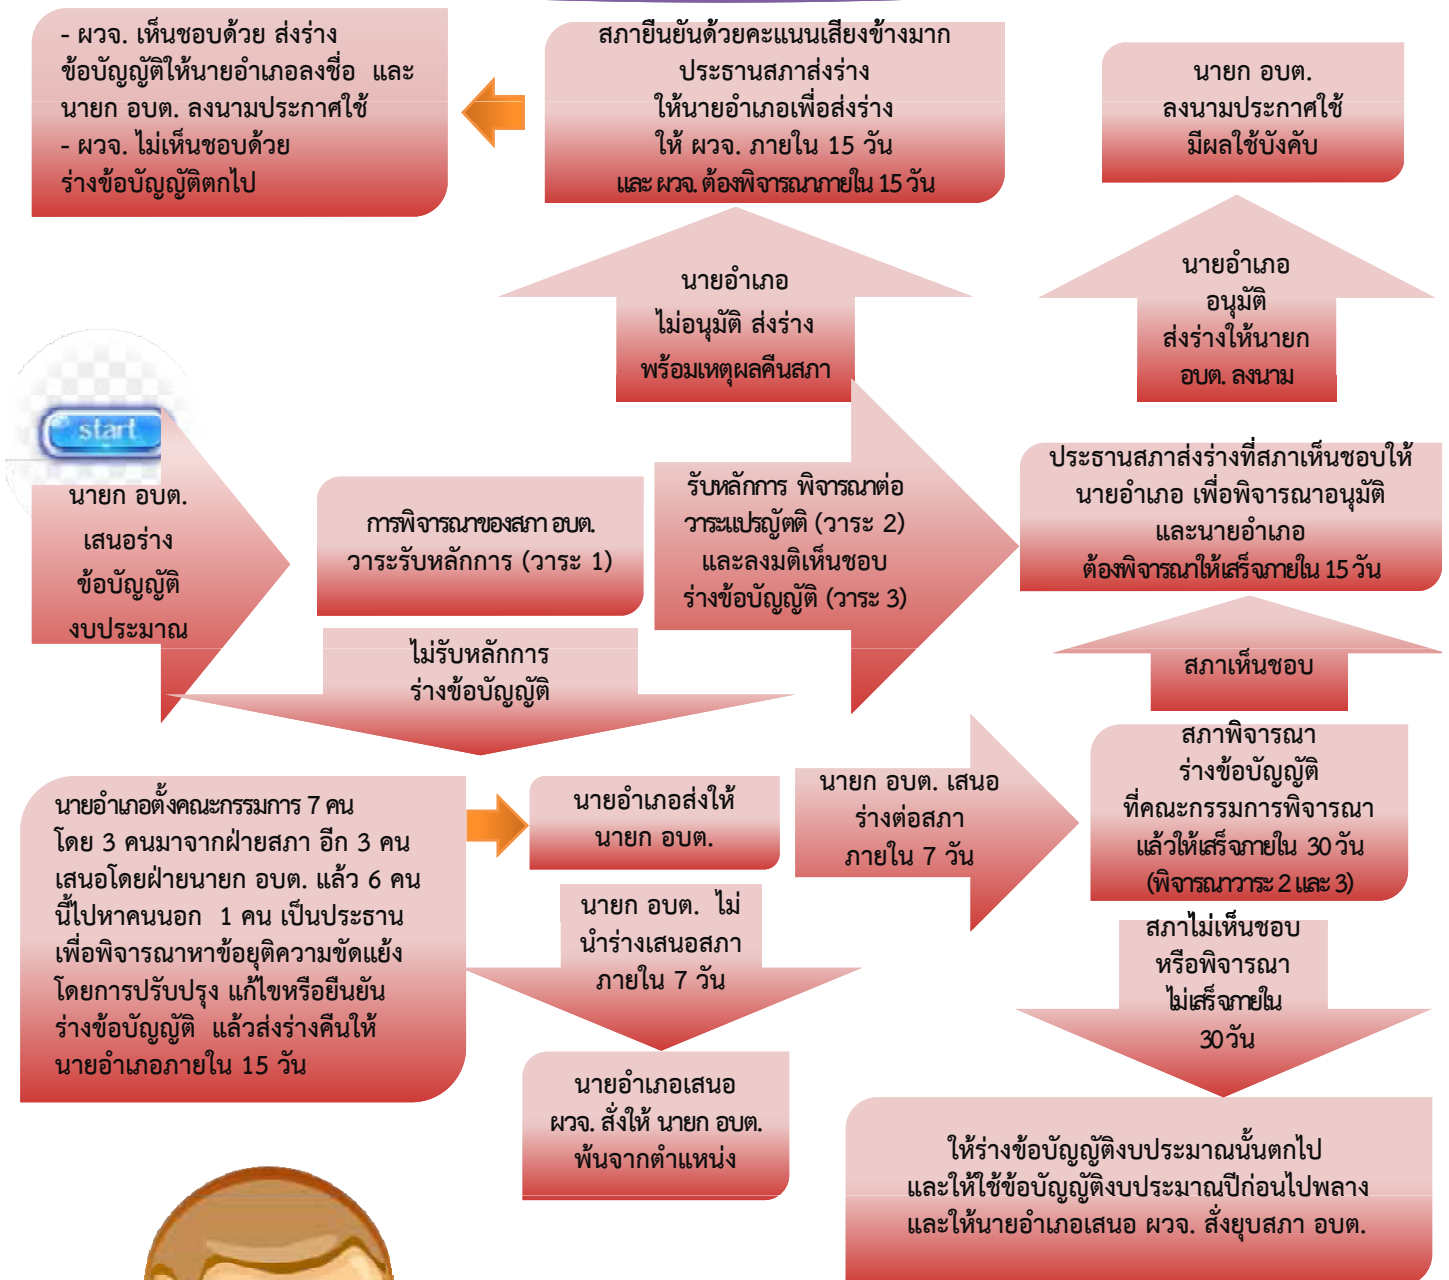 - ผวจ. เห็นชอบด้วย ส่งร่าง
ข้อบัญญัติให้นายอำเภอลงชื่อ และ
นายก อบต. ลงนามประกาศใช้
- ผวจ. ไม่เห็นชอบด้วย
ร่างข้อบัญญัติตกไป
สภายืนยันด้วยคะแนนเสียงข้างมาก
ประธานสภาส่งร่าง
ให้นายอำเภอเพื่อส่งร่าง
ให้ ผวจ. ภายใน 15 วัน
และ ผวจ. ต้องพิจารณาภายใน 15 วัน
นายก อบต.
ลงนามประกาศใช้
มีผลใช้บังคับ
นายอำเภอ
ไม่อนุมัติ ส่งร่าง
พร้อมเหตุผลคืนสภา
นายอำเภอ
อนุมัติ
ส่งร่างให้นายก
อบต. ลงนาม
start
นายก อบต.
เสนอร่าง
ข้อบัญญัติ
งบประมาณ
การพิจารณาของสภา อบต.
วาระรับหลักการ (วาระ 1)
รับหลักการ พิจารณาต่อ
วาระแปรญัตติ (วาระ 2)
และลงมติเห็นชอบ
ร่างข้อบัญญัติ (วาระ 3)
ประธานสภาส่งร่างที่สภาเห็นชอบให้
นายอำเภอ เพื่อพิจารณาอนุมัติ
และนายอำเภอ
ต้องพิจารณาให้เสร็จภายใน 15 วัน
ไม่รับหลักการ
ร่างข้อบัญญัติ
สภาเห็นชอบ
นายอำเภอตั้งคณะกรรมการ 7 คน
โดย 3 คนมาจากฝ่ายสภา อีก 3 คน
เสนอโดยฝ่ายนายก อบต. แล้ว 6 คน
นี้ไปหาคนนอก 1 คน เป็นประธาน
เพื่อพิจารณาหาข้อยุติความขัดแย้ง
โดยการปรับปรุง แก้ไขหรือยืนยัน
ร่างข้อบัญญัติ แล้วส่งร่างคืนให้
นายอำเภอภายใน 15 วัน
นายอำเภอส่งให้
นายก อบต.
นายก อบต. เสนอ
ร่างต่อสภา
ภายใน 7 วัน
สภาพิจารณา
ร่างข้อบัญญัติ
ที่คณะกรรมการพิจารณา
แล้วให้เสร็จภายใน 30 วัน
(พิจารณาวาระ 2 และ 3)
นายก อบต. ไม่
นำร่างเสนอสภา
ภายใน 7 วัน
สภาไม่เห็นชอบ
หรือพิจารณา
ไม่เสร็จภายใน
30 วัน
นายอำเภอเสนอ
ผวจ. สั่งให้ นายก อบต.
พ้นจากตำแหน่ง
ให้ร่างข้อบัญญัติงบประมาณนั้นตกไป
และให้ใช้ข้อบัญญัติงบประมาณปีก่อนไปพลาง
และให้นายอำเภอเสนอ ผวจ. สั่งยุบสภา อบต.